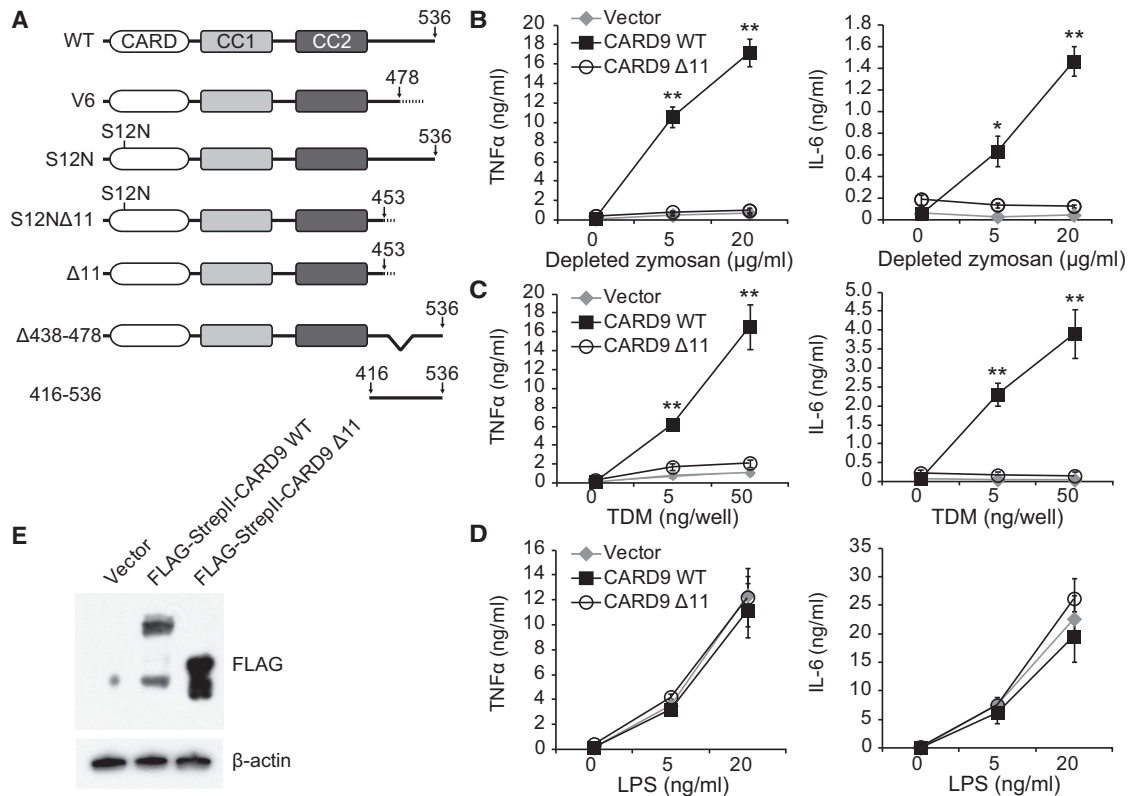 A
536
WT
CARD
CC1
CC2
478
V6
S12N
536
S12N
S12N
453
S12NΔ11
453
Δ11
536
Δ438-478
416
536
416-536
B
Vector
CARD9 WT
CARD9 Δ11
TNFα (ng/ml)
20
18
16
14
12
10
8
6
4
2
0
**
**
0
5
20
Depleted zymosan (µg/ml)
IL-6 (ng/ml)
1.8
1.6
1.4
1.2
1.0
0.8
0.6
0.4
0.2
0
*
**
0
5
20
Depleted zymosan (µg/ml)
C
Vector
CARD9 WT
CARD9 Δ11
TNFα (ng/ml)
20
18
16
14
12
10
8
6
4
2
0
**
**
0
5
50
TDM (ng/well)
IL-6 (ng/ml)
5.0
4.5
4.0
3.5
3.0
2.5
2.0
1.5
1.0
0.5
0
**
**
0
5
50
TDM (ng/well)
D
Vector
CARD9 WT
CARD9 Δ11
TNFα (ng/ml)
16
14
12
10
8
6
4
2
0
0
5
20
LPS (ng/ml)
IL-6 (ng/ml)
35
30
25
20
15
10
5
0
0
5
20
LPS (ng/ml)
E
Vector
FLAG-StrepII-CARD9 WT
FLAG-StrepII-CARD9 Δ11
FLAG
β-actin